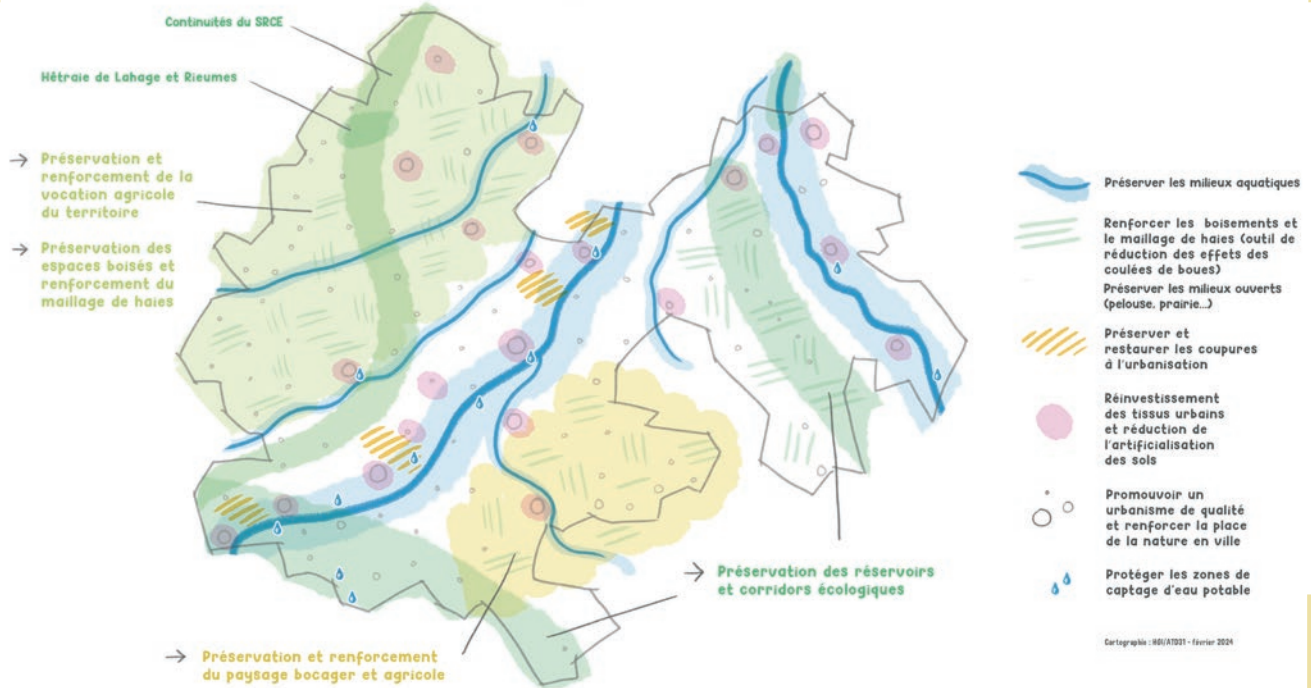 Continuités du SRCE
Hêtraie de Lahage et Rieumes
→ Préservation et
renforcement de la
vocation agricole
du territoire
→ Préservation des
espaces boisés et
renforcement du
maillage de haies
→ Préservation et renforcement
du paysage bocager et agricole
→ Préservation des réservoirs
et corridors écologiques
Préserver les milieux aquatiques
Renforcer les boisements et
le maillage de haies (outil de
réduction des effets des
coulées de boues)
Préserver les milieux ouverts
(pelouse, prairie...)
Préserver et
restaurer les coupures
à l'urbanisation
Réinvestissement
des tissus urbains
et réduction de
l'artificialisation
des sols
Promouvoir un
urbanisme de qualité
et renforcer la place
de la nature en ville
Protéger les zones de
captage d'eau potable
Cartographie : HGI/ATD31 - février 2024